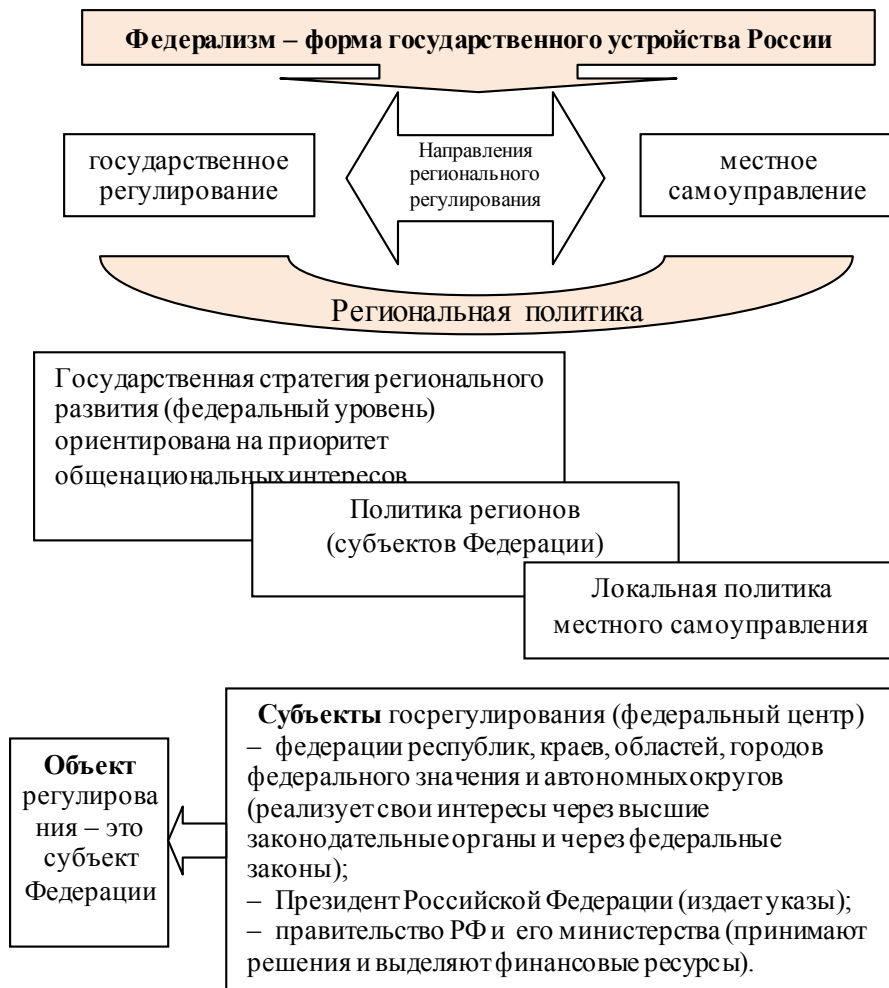 Федерализм – форма государственного устройства России
государственное
регулирование
Направления
регионального
регулирования
местное
самоуправление
Региональная политика
Государственная стратегия регионального
развития (федеральный уровень)
ориентирована на приоритет
общенациональных интересов
Политика регионов
(субъектов Федерации)
Локальная политика
местного самоуправления
Объект
регулирова
ния – это
субъект
Федерации
Субъекты госрегулирования (федеральный центр)
– федерации республик, краев, областей, городов
федерального значения и автономных округов
(реализует свои интересы через высшие
законодательные органы и через федеральные
законы);
– Президент Российской Федерации (издает указы);
– правительство РФ и его министерства (принимают
решения и выделяют финансовые ресурсы).